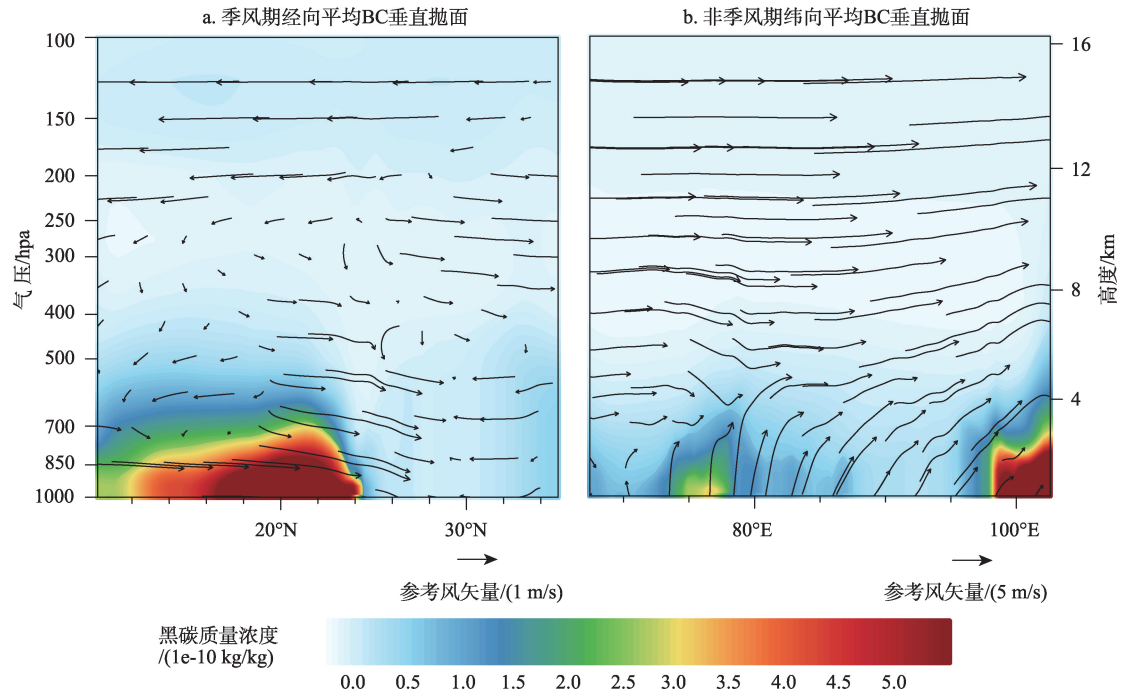 a. 季风期经向平均BC垂直抛面
b. 非季风期纬向平均BC垂直抛面
100
150
200
250
300
400
500
700
850
1000
气 压/hpa
16
12
8
4
高度/km
20°N
30°N
80°E
100°E
参考风矢量/(1 m/s)
参考风矢量/(5 m/s)
黑碳质量浓度
/(1e-10 kg/kg)
0.0 0.5 1.0 1.5 2.0 3.0 3.5 4.0 4.5 5.0